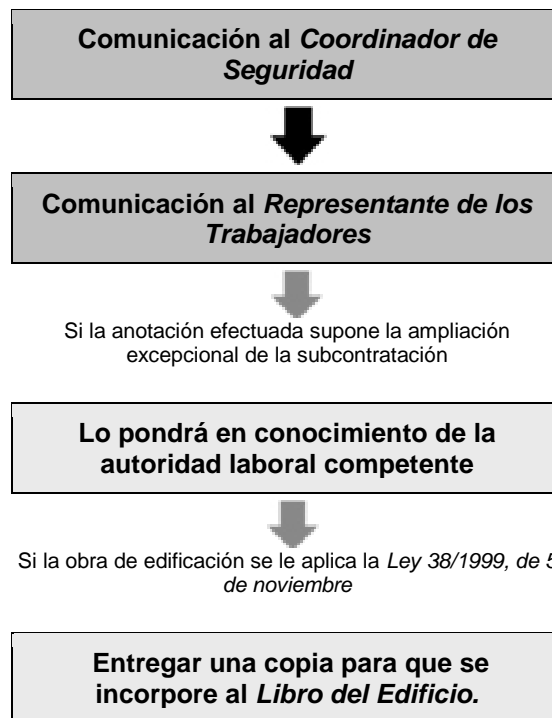 Comunicación al Coordinador de
Seguridad
Comunicación al Representante de los
Trabajadores
Si la anotación efectuada supone la ampliación
excepcional de la subcontratación
Lo pondrá en conocimiento de la
autoridad laboral competente
Si la obra de edificación se le aplica la Ley 38/1999, de 5
de noviembre
Entregar una copia para que se
incorpore al Libro del Edificio.